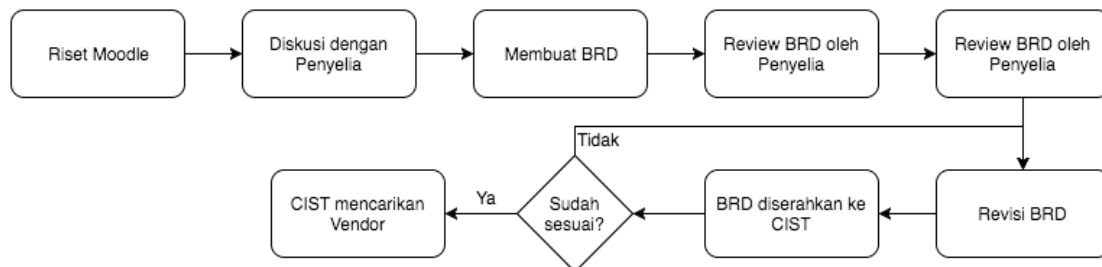 Riset Moodle
Diskusi dengan
Penyelia
Membuat BRD
Review BRD oleh
Penyelia
Review BRD oleh
Penyelia
Tidak
CIST mencarikan
Vendor
Ya
Sudah
sesuai?
BRD diserahkan ke
CIST
Revisi BRD